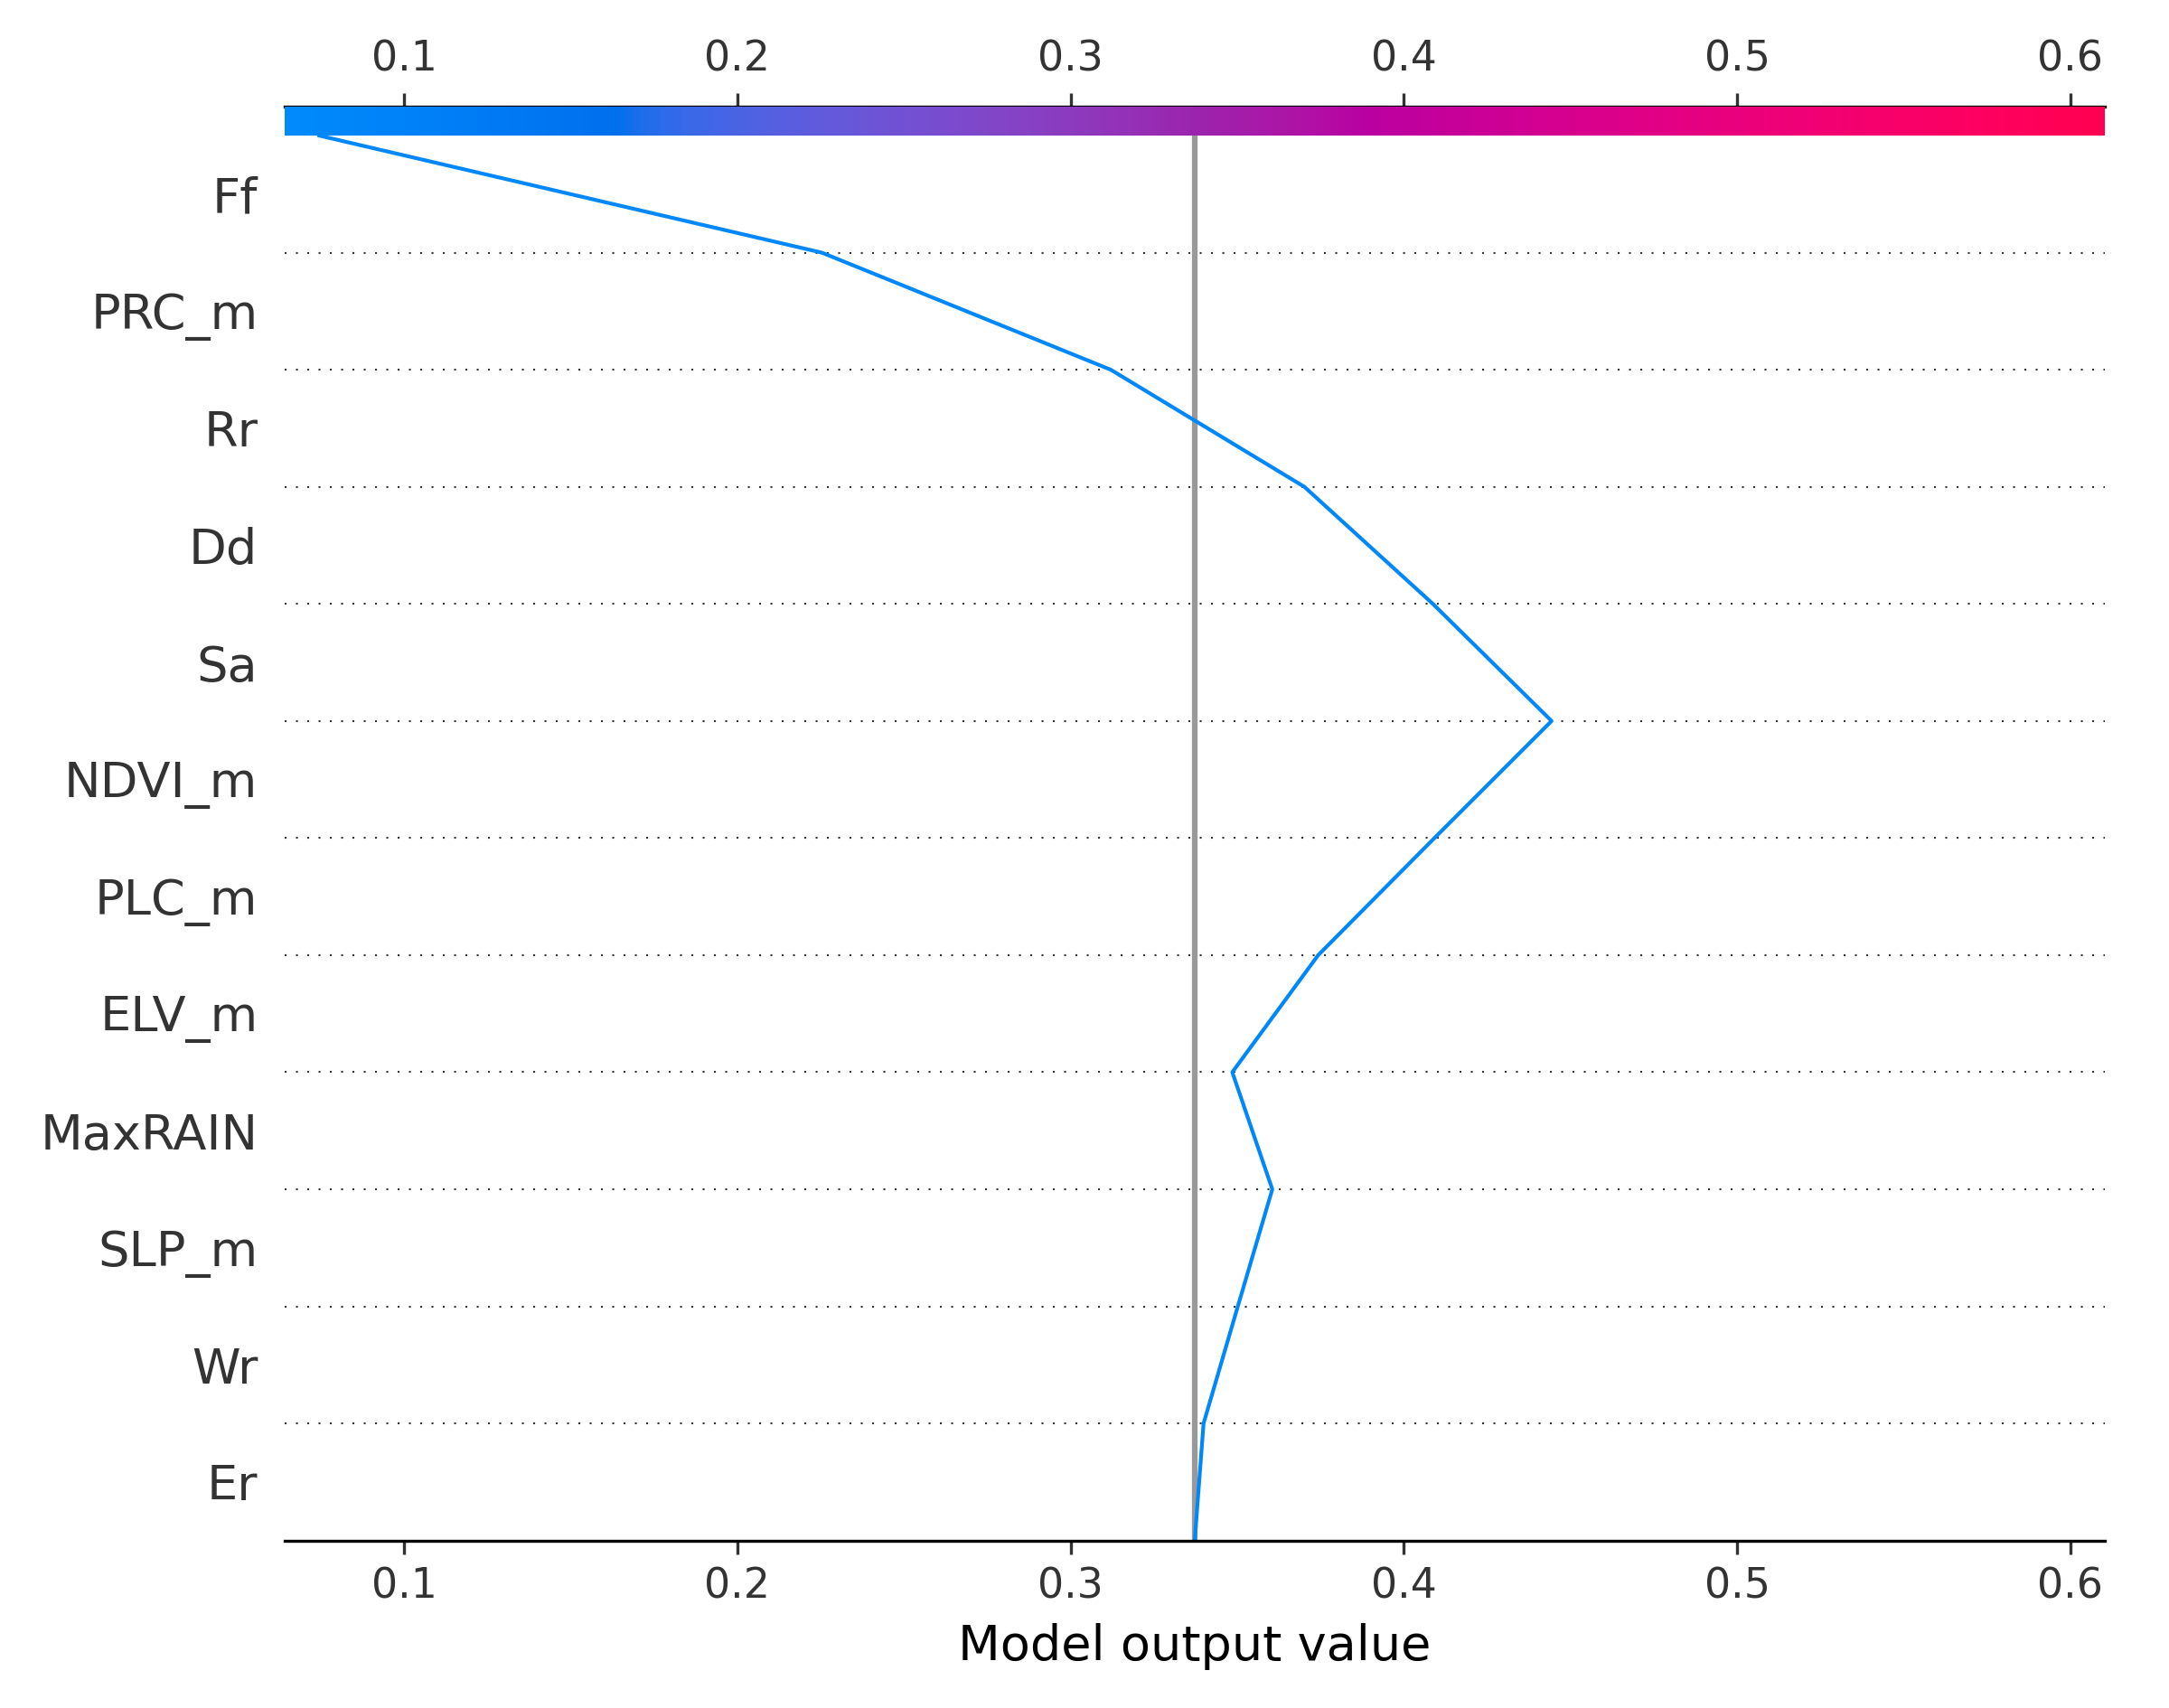 0.1 0.2 0.3 0.4 0.5 0.6
Ff
PRC_m
Rr
Dd
Sa
NDVI_m
PLC_m
ELV_m
MaxRAIN
SLP_m
Wr
Er
0.1 0.2 0.3 0.4 0.5 0.6
Model output value